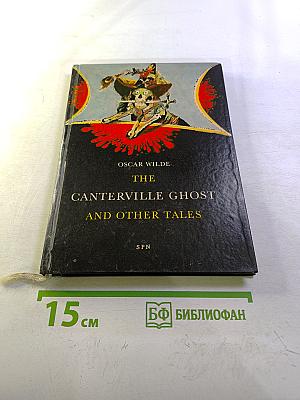 OSCAR WILDE
THE
CANTERVILLE GHOST
AND OTHER TALES
SPN
15 см
БФ БИБЛИОФАН